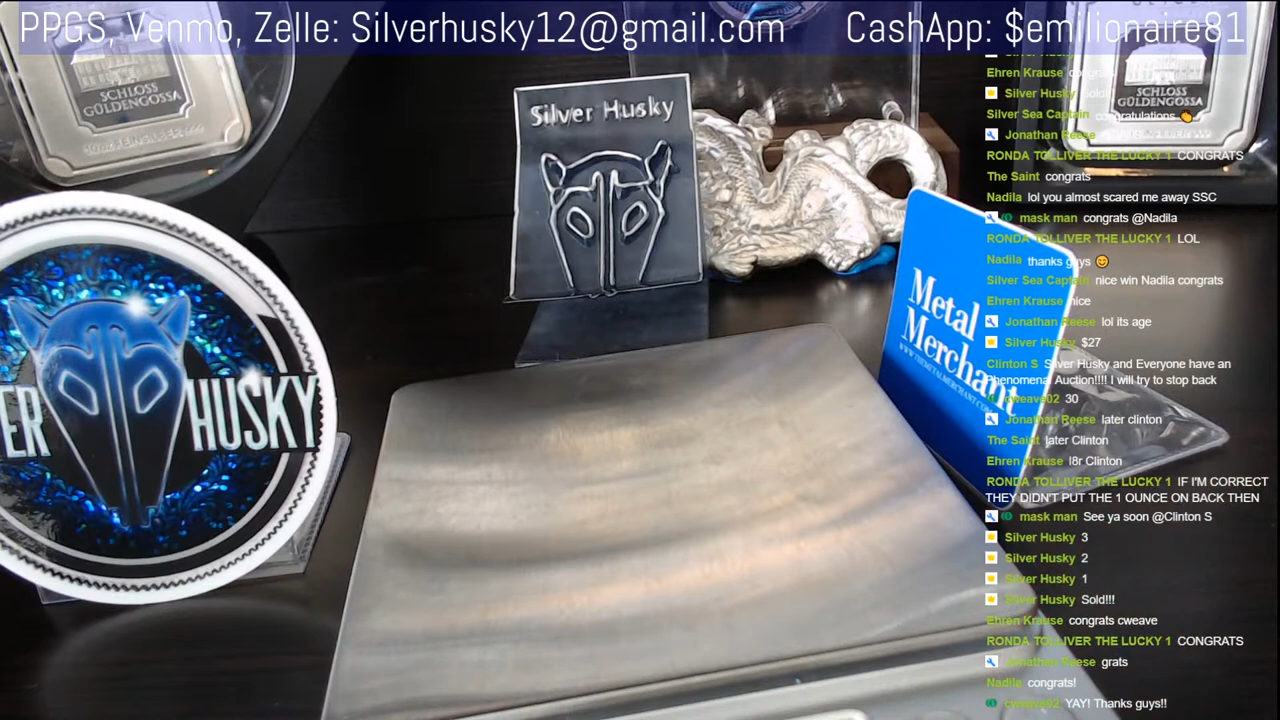 PPGS, Venmo, Zelle: Silverhusky12@gmail.com CashApp: $emilionaire81
SCHLOSS
GÜLDENGOSSA
FEINSILBER
Silver Husky
ER HUSKY
Metal
Merchant
SCHLOSS
GÜLDENGOSSA
Ehren Krause congrats
Silver Husky Sold!!!
Silver Sea Captain congratulations 👏
Jonathan Reese
RONDA TOLLIVER THE LUCKY 1 CONGRATS
The Saint congrats
Nadila lol you almost scared me away SSC
mask man congrats @Nadila
RONDA TOLLIVER THE LUCKY 1 LOL
Nadila thanks guys 😊
Silver Sea Captain nice win Nadila congrats
Ehren Krause nice
Jonathan Reese lol its age
Silver Husky $27
Clinton S Silver Husky and Everyone have an
Phenomenal Auction!!!! I will try to stop back
cweave02 30
Jonathan Reese later clinton
The Saint later Clinton
Ehren Krause l8r Clinton
RONDA TOLLIVER THE LUCKY 1 IF I'M CORRECT
THEY DIDN'T PUT THE 1 OUNCE ON BACK THEN
mask man See ya soon @Clinton S
Silver Husky 3
Silver Husky 2
Silver Husky 1
Silver Husky Sold!!!
Ehren Krause congrats cweave
RONDA TOLLIVER THE LUCKY 1 CONGRATS
Jonathan Reese grats
Nadila congrats!
cweave02 YAY! Thanks guys!!